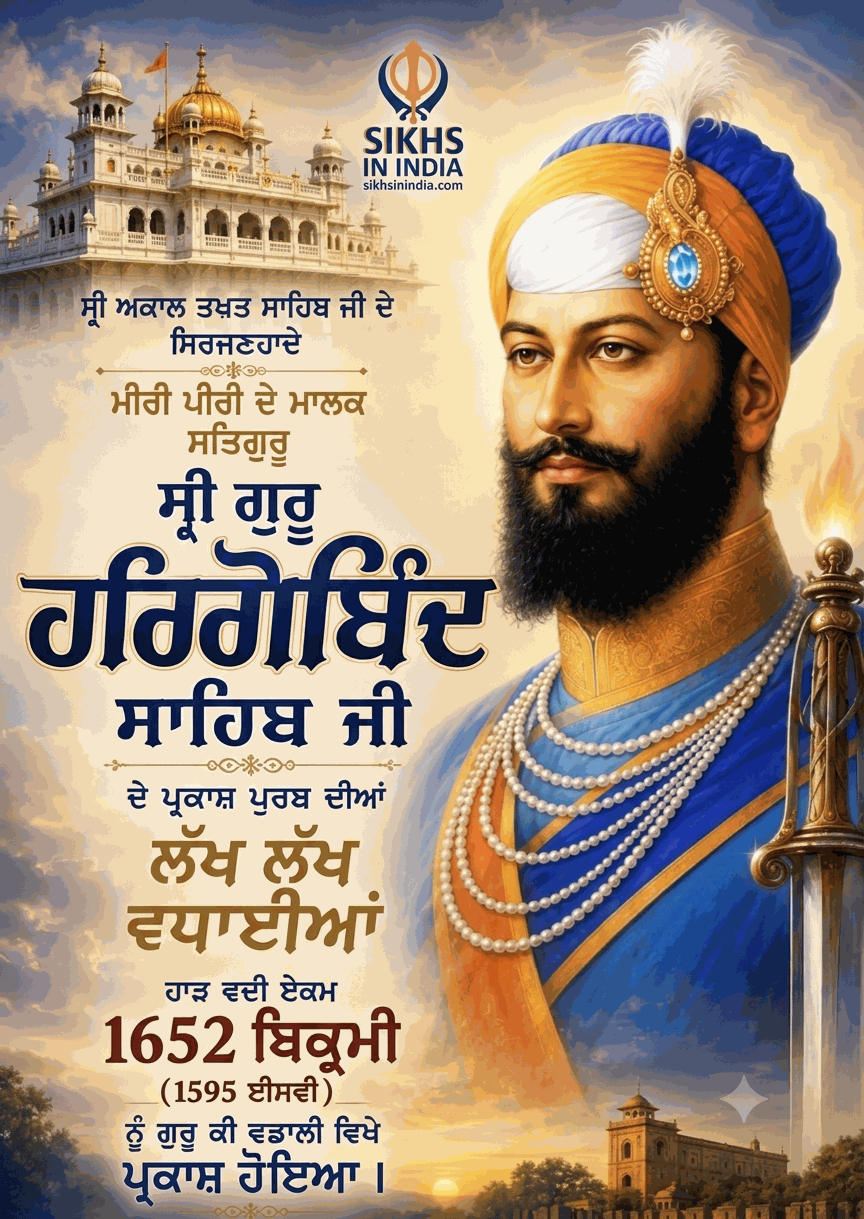 SIKHS
IN INDIA
sikhsinindia.com
ਸ੍ਰੀ ਅਕਾਲ ਤਖ਼ਤ ਸਾਹਿਬ ਜੀ ਦੇ
ਸਿਰਜਣਹਾਦੇ
ਮੀਰੀ ਪੀਰੀ ਦੇ ਮਾਲਕ
ਸਤਿਗੁਰੂ
ਸ੍ਰੀ ਗੁਰੂ
ਹਰਿਗੋਬਿੰਦ
ਸਾਹਿਬ ਜੀ
ਦੇ ਪ੍ਰਕਾਸ਼ ਪੁਰਬ ਦੀਆਂ
ਲੱਖ ਲੱਖ
ਵਧਾਈਆਂ
ਹਾੜ ਵਦੀ ਏਕਮ
1652 ਬਿਕ੍ਰਮੀ
(1595 ਈਸਵੀ)
ਨੂੰ ਗੁਰੂ ਕੀ ਵਡਾਲੀ ਵਿਖੇ
ਪ੍ਰਕਾਸ਼ ਹੋਇਆ।